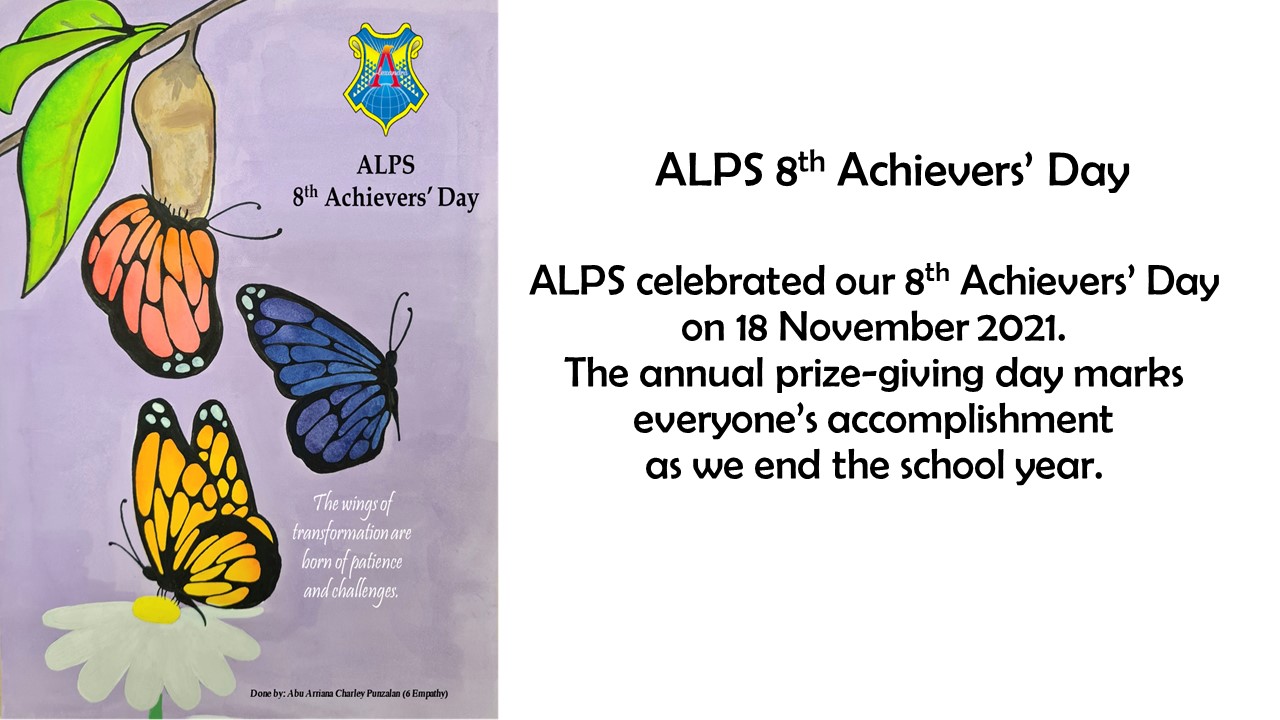 ALPS
8th Achievers' Day
The wings of
transformation are
born of patience
and challenges.
Done by: Abu Arriana Charley Punzalan (6 Empathy)
ALPS 8th Achievers' Day
ALPS celebrated our 8th Achievers' Day
on 18 November 2021.
The annual prize-giving day marks
everyone's accomplishment
as we end the school year.